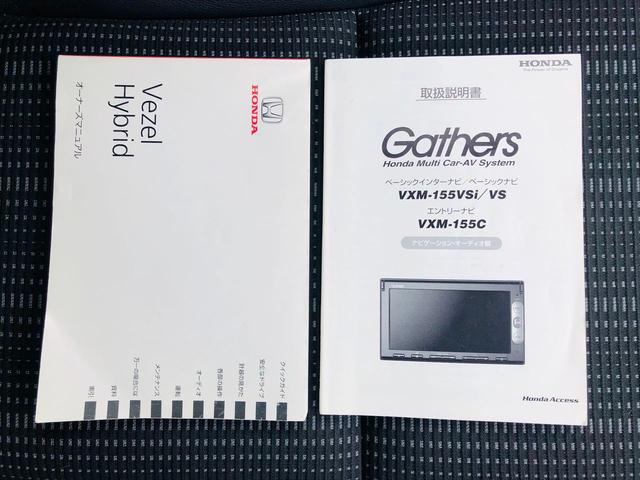 HONDA
Vezel
Hybrid
オーナーズマニュアル
クイックガイド
安全なドライブ
計器の見かた
各部の操作
オーディオ
運転
メンテナンス
万一の場合には
資料
索引
HONDA
The Power of Dreams
取扱説明書
Gathers
Honda Multi Car-AV System
ベーシックインターナビ/ベーシックナビ
VXM-155VSi/VS
エントリーナビ
VXM-155C
ナビゲーション・オーディオ編
Honda Access